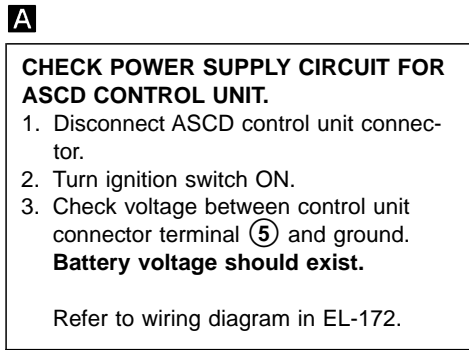 A
CHECK POWER SUPPLY CIRCUIT FOR
ASCD CONTROL UNIT.
1. Disconnect ASCD control unit connec-
tor.
2. Turn ignition switch ON.
3. Check voltage between control unit
connector terminal ⑤ and ground.
Battery voltage should exist.
Refer to wiring diagram in EL-172.